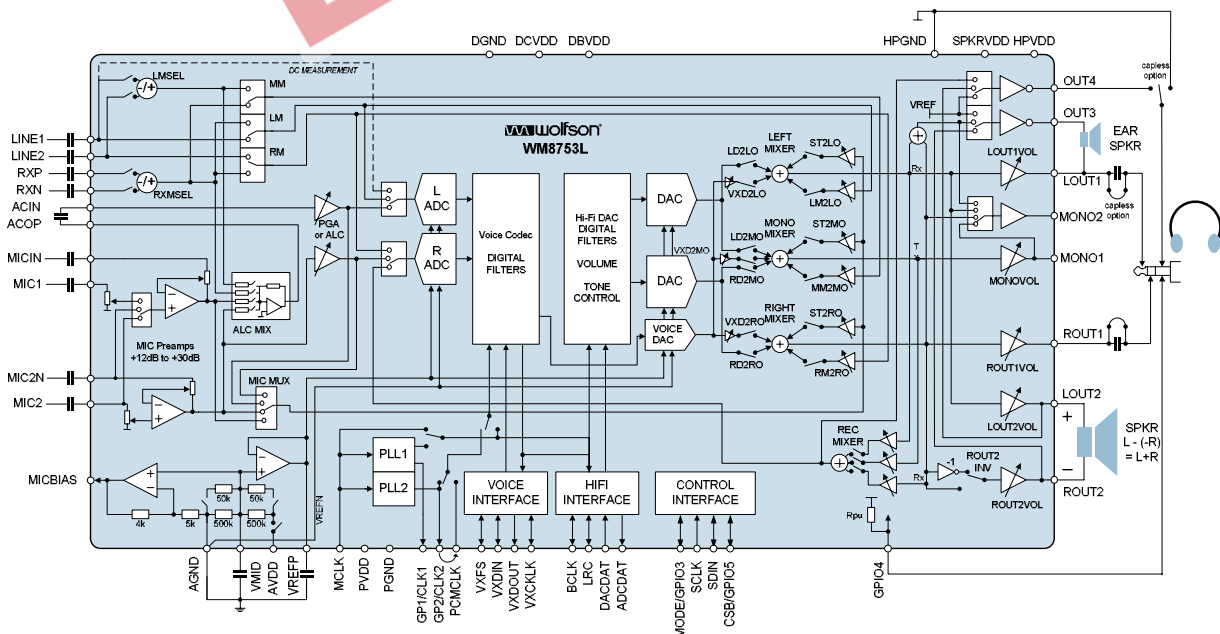 DGND DCVDD DBVDD HPGND SPKRVDD HPVDD
DC MEASUREMENT
capless
option
LMSEL
MM
LM
RM
-/+
LINE1
LINE2
RXP
RXN
-/+
RXMSEL
ACIN
ACOP
MICIN
MIC1
MIC2N
MIC2
MICBIAS
wolfson
WM8753L
PGA
or ALC
L
ADC
R
ADC
Voice Codec
DIGITAL
FILTERS
Hi-Fi DAC
DIGITAL
FILTERS
VOLUME
TONE
CONTROL
DAC
DAC
VOICE
DAC
VXD2MO
LEFT
MIXER
LD2LO
ST2LO
VXD2LO
LM2LO
MONO
MIXER
LD2MO
ST2MO
RD2MO
MM2MO
RIGHT
MIXER
VXD2RO
ST2RO
RD2RO
RM2RO
VREF
Rx
T
OUT4
OUT3
EAR
SPKR
LOUT1VOL
LOUT1
capless
option
MONO2
MONO1
MONOVOL
ROUT1
ROUT1VOL
LOUT2
LOUT2VOL
SPKR
L - (-R)
= L+R
ROUT2
INV
-1
Rx
ROUT2VOL
ROUT2
REC
MIXER
Rpu
ALC MIX
MIC Preamps
+12dB to +30dB
MIC MUX
50k 50k
4k 5k 500k 500k
VREFN
PLL1
PLL2
VOICE
INTERFACE
HIFI
INTERFACE
CONTROL
INTERFACE
AGND
VMID
AVDD
VREFP
MCLK
PVDD
PGND
GP1/CLK1
GP2/CLK2
PCMCLK
VXFS
VXDIN
VXDOUT
VXCKLK
BCLK
LRC
DACDAT
ADCDAT
MODE/GPIO3
SCLK
SDIN
CSB/GPIO5
GPIO4